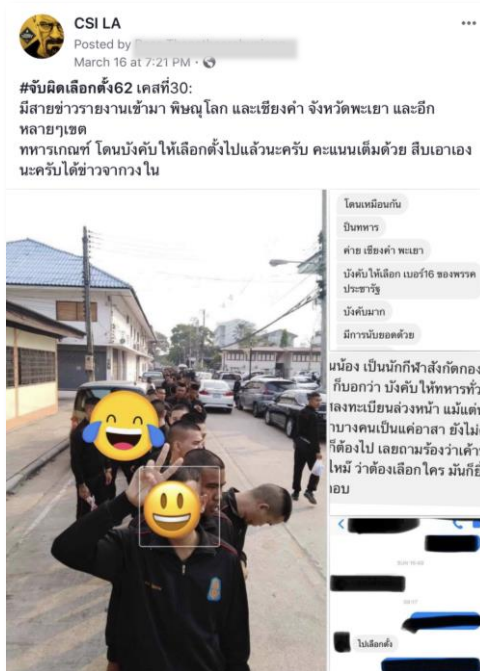 CSI LA
Posted by
March 16 at 7:21 PM
#จับผิดเลือกตั้ง62 เคสที่30:
มีสายข่าวรายงานเข้ามา พิษณุโลก และเชียงคำ จังหวัดพะเยา และอีก
หลายๆเขต
ทหารเกณฑ์ โดนบังคับให้เลือกตั้งไปแล้วนะครับ คะแนนเต็มด้วย สืบเอาเอง
นะครับได้ข่าวจากวงใน
โดนเหมือนกัน
ปืนทหาร
ค่าย เชียงคำ พะเยา
บังคับให้เลือก เบอร์16 ของพรรค
ประชารัฐ
บังคับมาก
มีการนับยอดด้วย
นน้อง เป็นนักกีฬาสังกัดกอง
ก็บอกว่า บังคับให้ทหารทั่ว
ลงทะเบียนล่วงหน้า แม้แต่
าบางคนเป็นแค่อาสา ยังไม่
ก็ต้องไป เลยถามร้องว่าเค้า
ไหม๊ ว่าต้องเลือกใคร มันก็ยื
อบ
ไปเลือกตั้ง